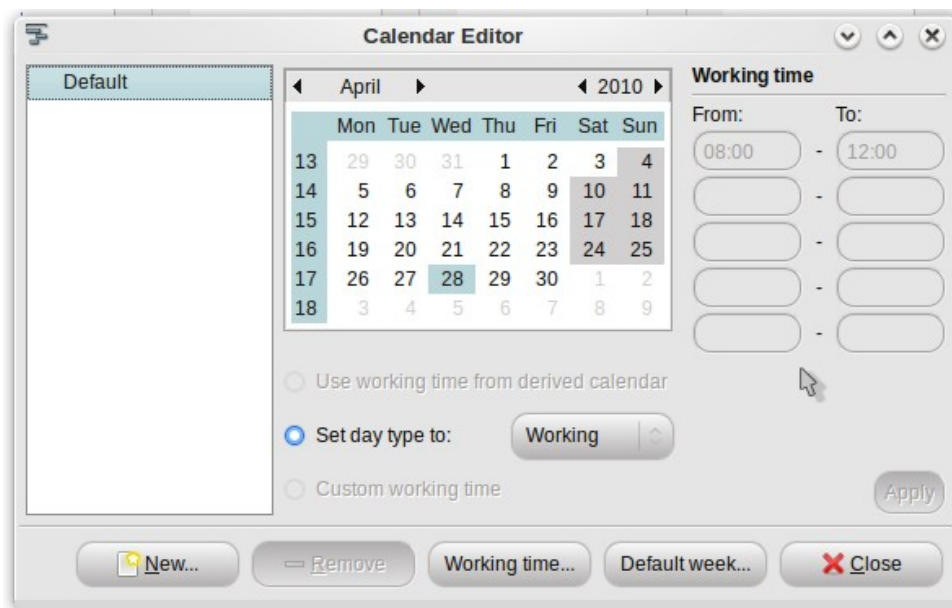 Calendar Editor
Default
April 2010
Mon Tue Wed Thu Fri Sat Sun
13 29 30 31 1 2 3 4
14 5 6 7 8 9 10 11
15 12 13 14 15 16 17 18
16 19 20 21 22 23 24 25
17 26 27 28 29 30 1 2
18 3 4 5 6 7 8 9
Use working time from derived calendar
Set day type to: Working
Custom working time
Working time
From: To:
08:00 - 12:00
-
-
-
-
Apply
New... Remove Working time... Default week... Close